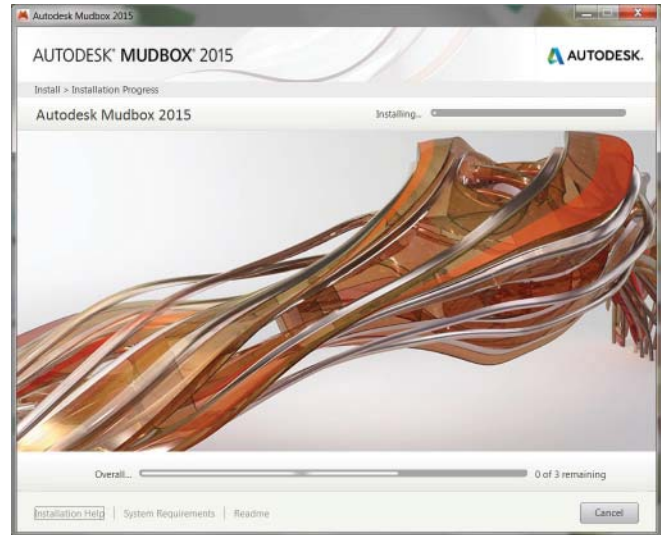 Autodesk Mudbox 2015
AUTODESK® MUDBOX® 2015
AUTODESK.
Install > Installation Progress
Autodesk Mudbox 2015
Installing...
Overall...
0 of 3 remaining
Installation Help | System Requirements | Readme
Cancel